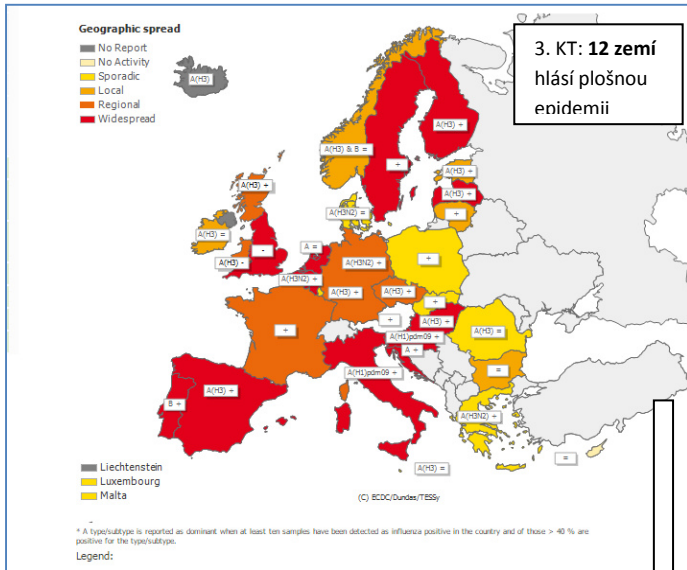 Geographic spread
No Report
No Activity
Sporadic
Local
Regional
Widespread
3. KT: 12 zemí
hlásí plošnou
epidemii
A(H3)
A(H3) +
A(H3) & B =
+
A(H3) +
A(H3) +
A(H3) +
+
A(H3N2) =
A(H3) =
-
A =
A(H3) -
A(H3N2) +
A(H3N2) +
+
A(H3) +
A(H3) +
+
+
A(H3) +
A(H3) =
A(H1)pdm09 +
+
A +
=
A(H1)pdm09 +
A(H3) +
B +
A(H3N2) +
=
A(H3) =
Liechtenstein
Luxembourg
Malta
(C) ECDC/Dundas/TESSy
-
* A type/subtype is reported as dominant when at least ten samples have been detected as influenza positive in the country and of those > 40 % are
positive for the type/subtype.
Legend: